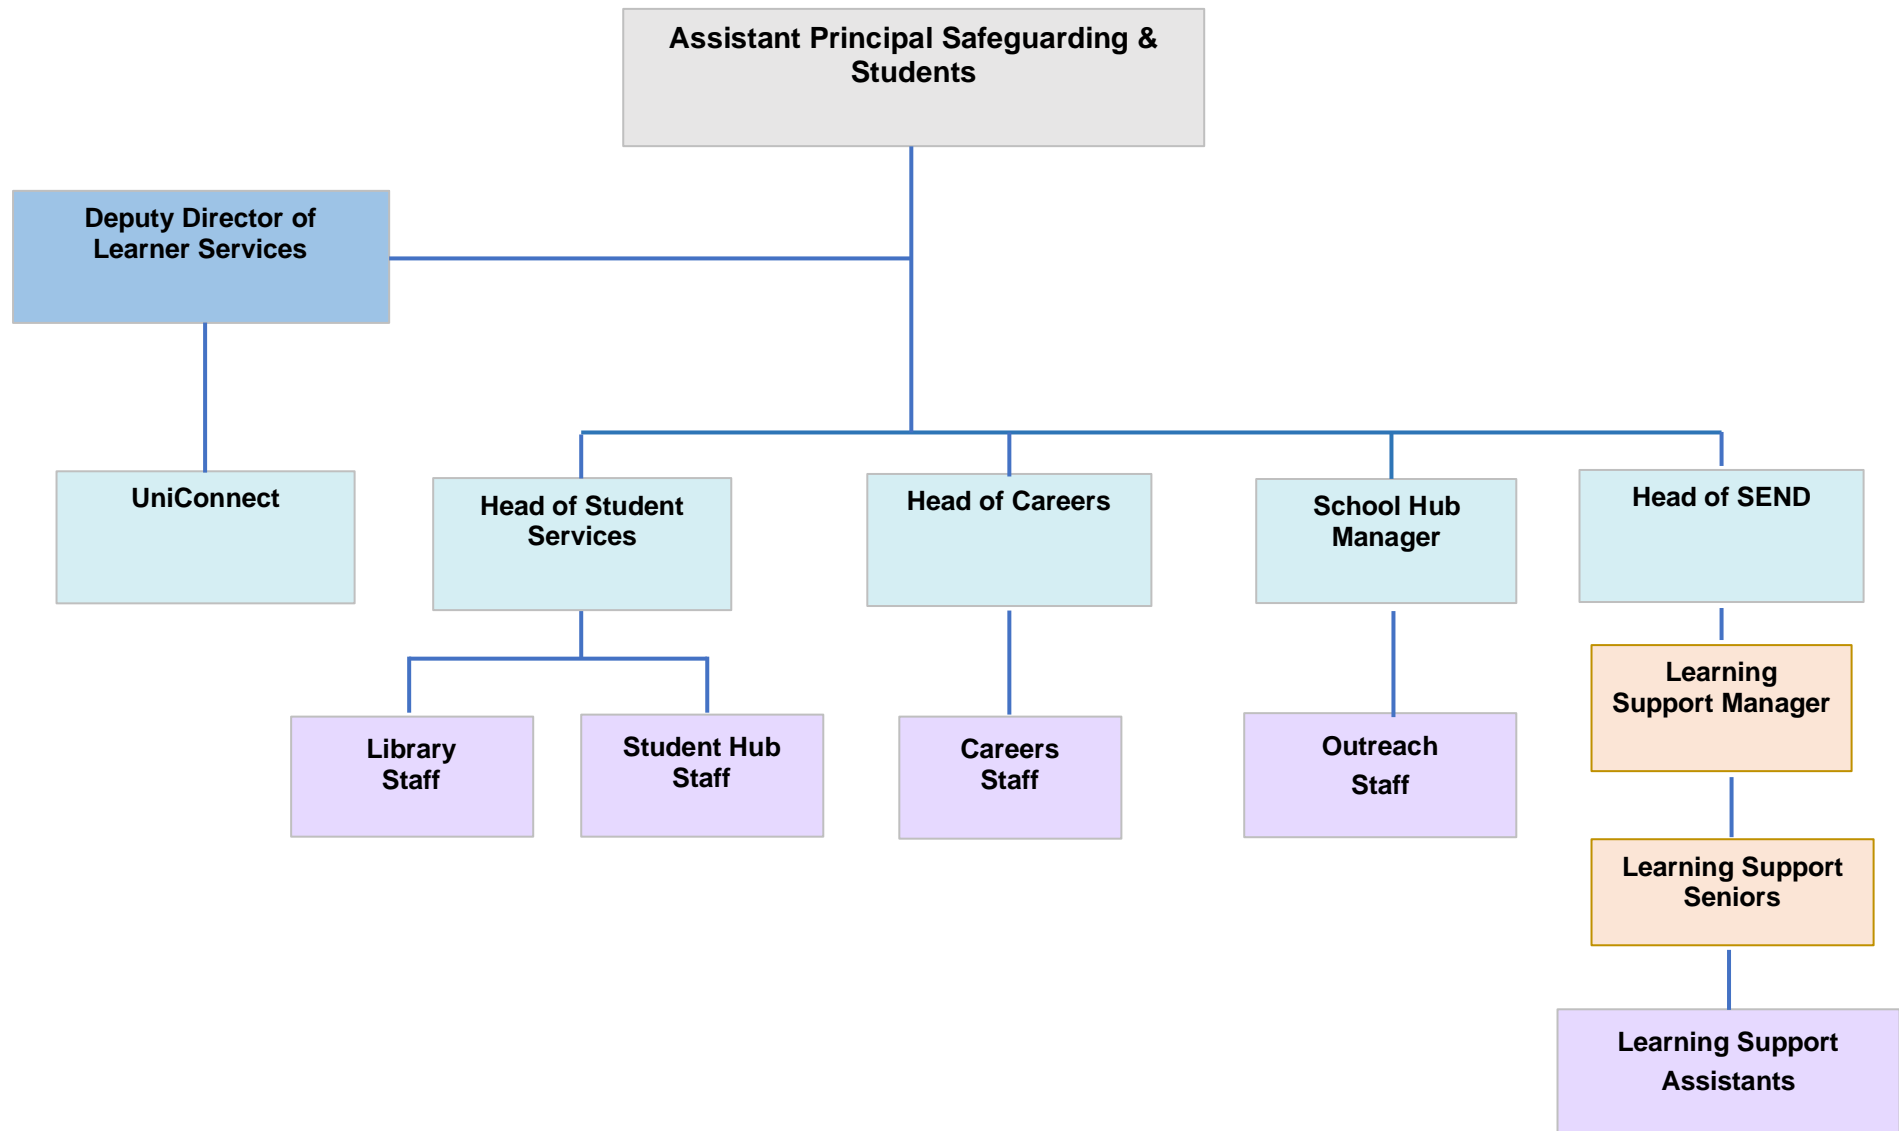 Assistant Principal Safeguarding &
Students
Deputy Director of
Learner Services
UniConnect
Head of Student
Services
Head of Careers
School Hub
Manager
Head of SEND
Learning
Support Manager
Library
Staff
Student Hub
Staff
Careers
Staff
Outreach
Staff
Learning Support
Seniors
Learning Support
Assistants